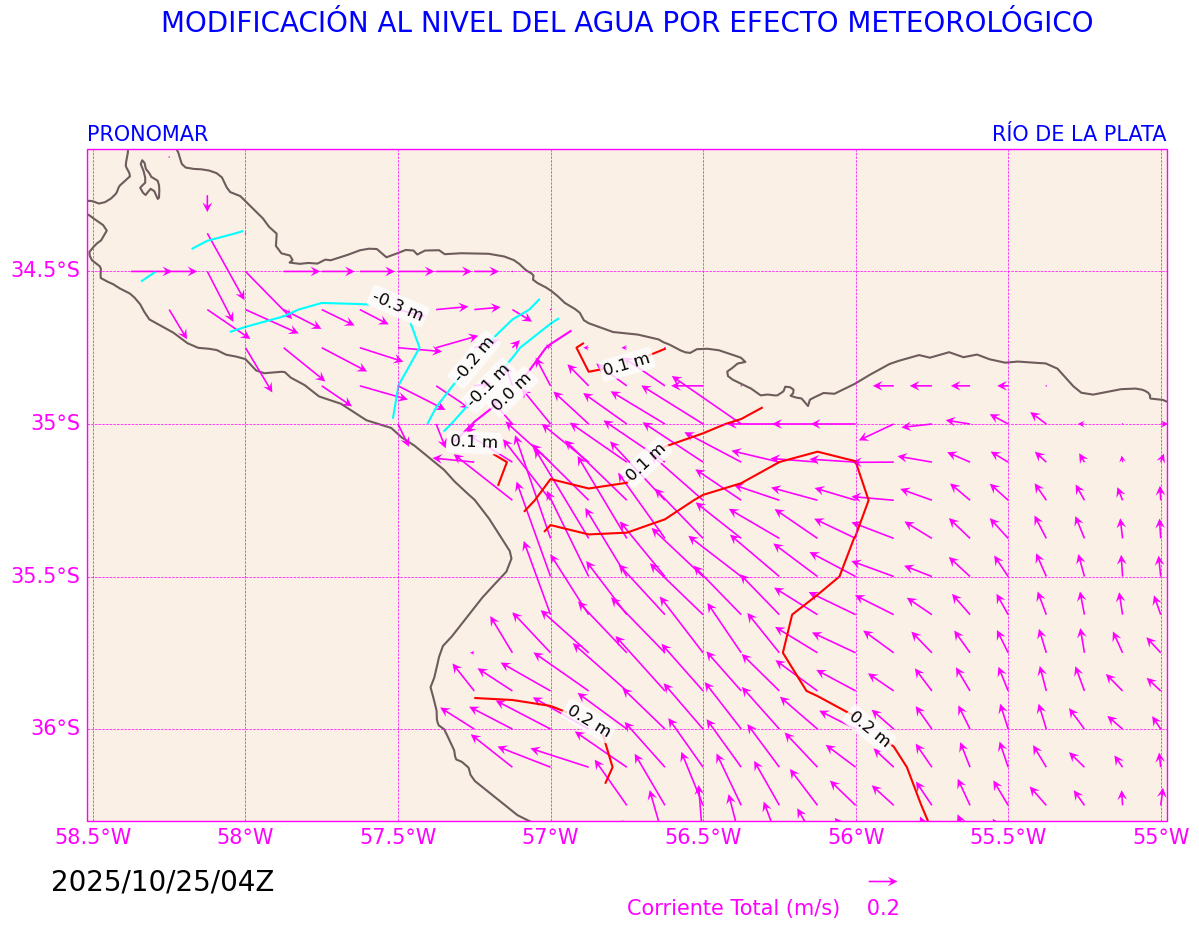 MODIFICACIÓN AL NIVEL DEL AGUA POR EFECTO METEOROLÓGICO
PRONOMAR
RÍO DE LA PLATA
34.5°S
35°S
35.5°S
36°S
-0.3 m
-0.2 m
-0.1 m
0.0 m
0.1 m
0.1 m
0.1 m
0.2 m
0.2 m
58.5°W
58°W
57.5°W
57°W
56.5°W
56°W
55.5°W
55°W
2025/10/25/04Z
Corriente Total (m/s) 0.2